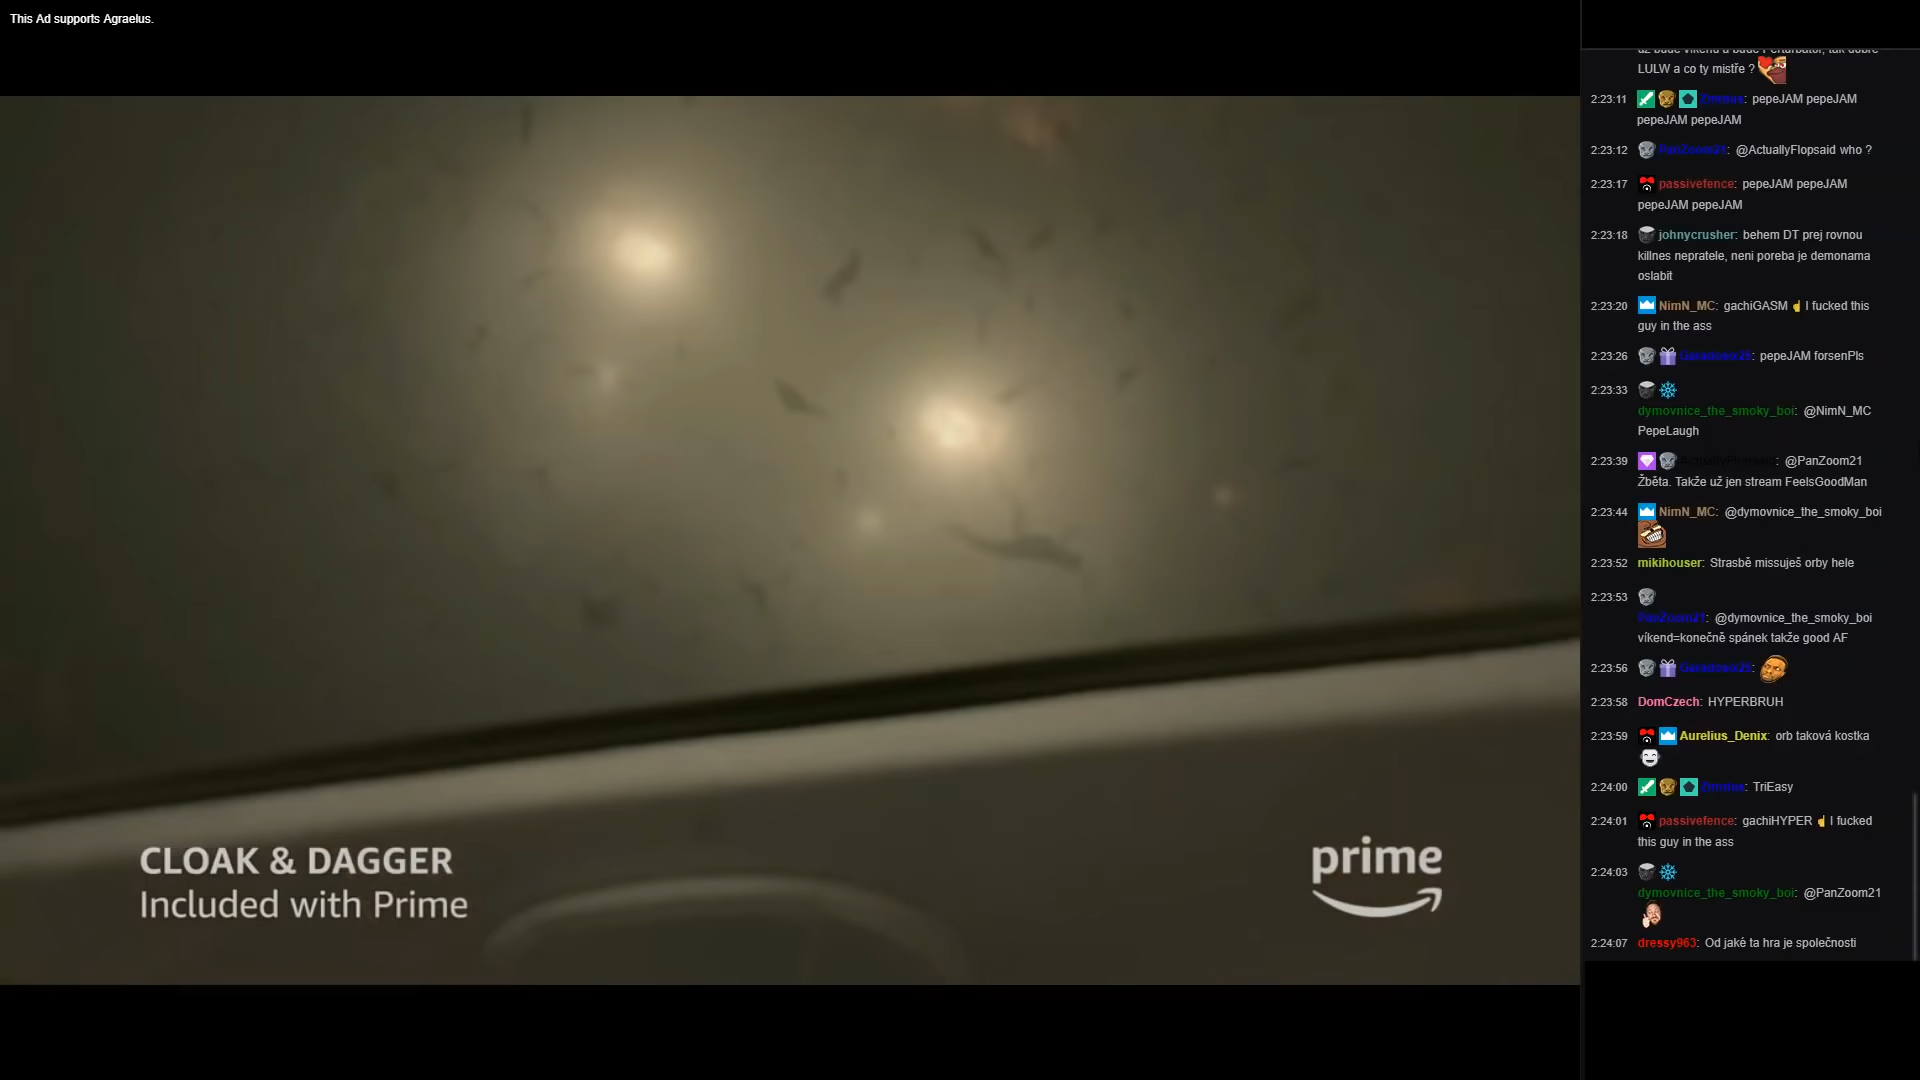 This Ad supports Agraelus.
CLOAK & DAGGER
Included with Prime
prime
LULW a co ty mistře ?
2:23:11 Zinnius: pepeJAM pepeJAM
pepeJAM pepeJAM
2:23:12 PanZoom21: @ActuallyFlopsaid who ?
2:23:17 passivefence: pepeJAM pepeJAM
pepeJAM pepeJAM
2:23:18 johnycrusher: behem DT prej rovnou
killnes nepratele, neni poreba je demonama
oslabit
2:23:20 NimN_MC: gachiGASM ☝ I fucked this
guy in the ass
2:23:26 : pepeJAM forsenPls
2:23:33
dymovnice_the_smoky_boi: @NimN_MC
PepeLaugh
2:23:39 : @PanZoom21
Žběta. Takže už jen stream FeelsGoodMan
2:23:44 NimN_MC: @dymovnice_the_smoky_boi
2:23:52 mikihouser: Strasbě missuješ orby hele
2:23:53
PanZoom21: @dymovnice_the_smoky_boi
víkend=konečně spánek takže good AF
2:23:56
2:23:58 DomCzech: HYPERBRUH
2:23:59 Aurelius_Denix: orb taková kostka
2:24:00 Zinnius: TriEasy
2:24:01 passivefence: gachiHYPER ☝ I fucked
this guy in the ass
2:24:03
dymovnice_the_smoky_boi: @PanZoom21
2:24:07 dressy963: Od jaké ta hra je společnosti